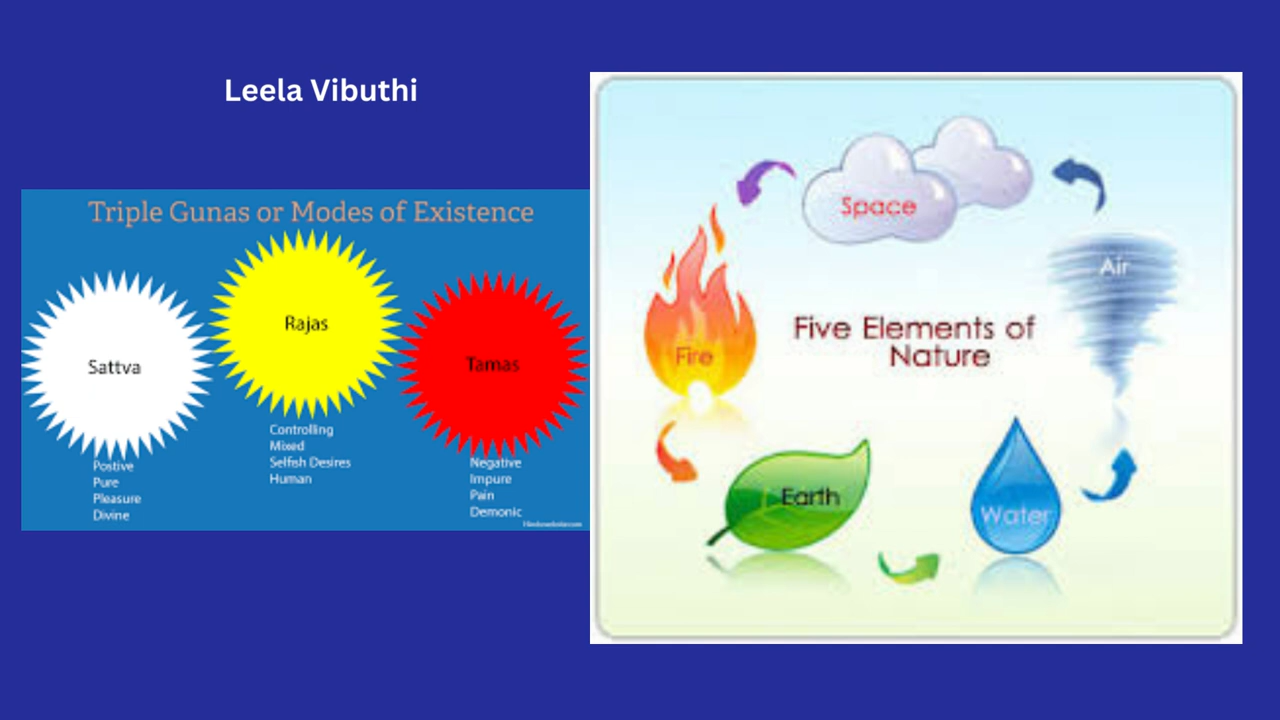 Leela Vibuthi
Triple Gunas or Modes of Existence
Sattva
Postive
Pure
Pleasure
Divine
Rajas
Controlling
Mixed
Selfish Desires
Human
Tamas
Negative
Impure
Pain
Demonic
Space
Air
Fire
Five Elements of
Nature
Earth
Water